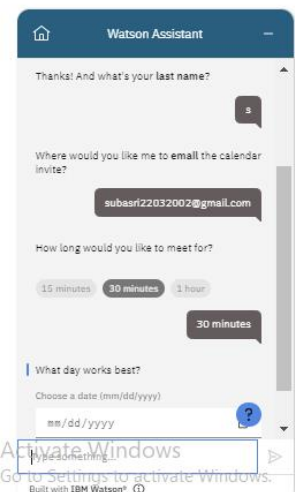 Watson Assistant
Thanks! And what's your last name?
s
Where would you like me to email the calendar
invite?
subasri22032002@gmail.com
How long would you like to meet for?
15 minutes 30 minutes 1 hour
30 minutes
What day works best?
Choose a date (mm/dd/yyyy)
mm/dd/yyyy
?
Type something...
Activate Windows
Go to Settings to activate Windows.
Built with IBM Watson®